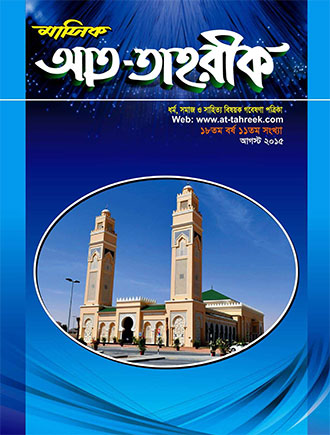 মাসিক
আত-তাহরীক
ধর্ম, সমাজ ও সাহিত্য বিষয়ক গবেষণা পত্রিকা
Web: www.at-tahreek.com
১৮তম বর্ষ ১১তম সংখ্যা
আগস্ট ২০১৫